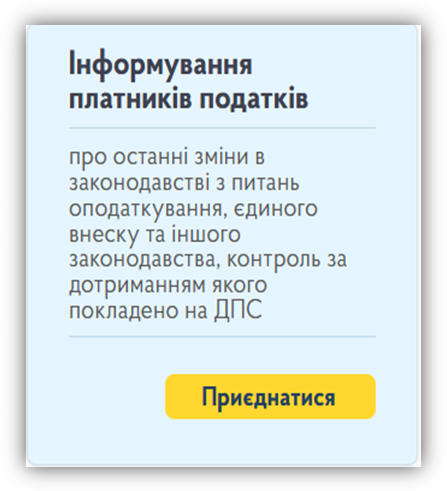 Інформування
платників податків
про останні зміни в
законодавстві з питань
оподаткування, єдиного
внеску та іншого
законодавства, контроль за
дотриманням якого
покладено на ДПС
Приєднатися